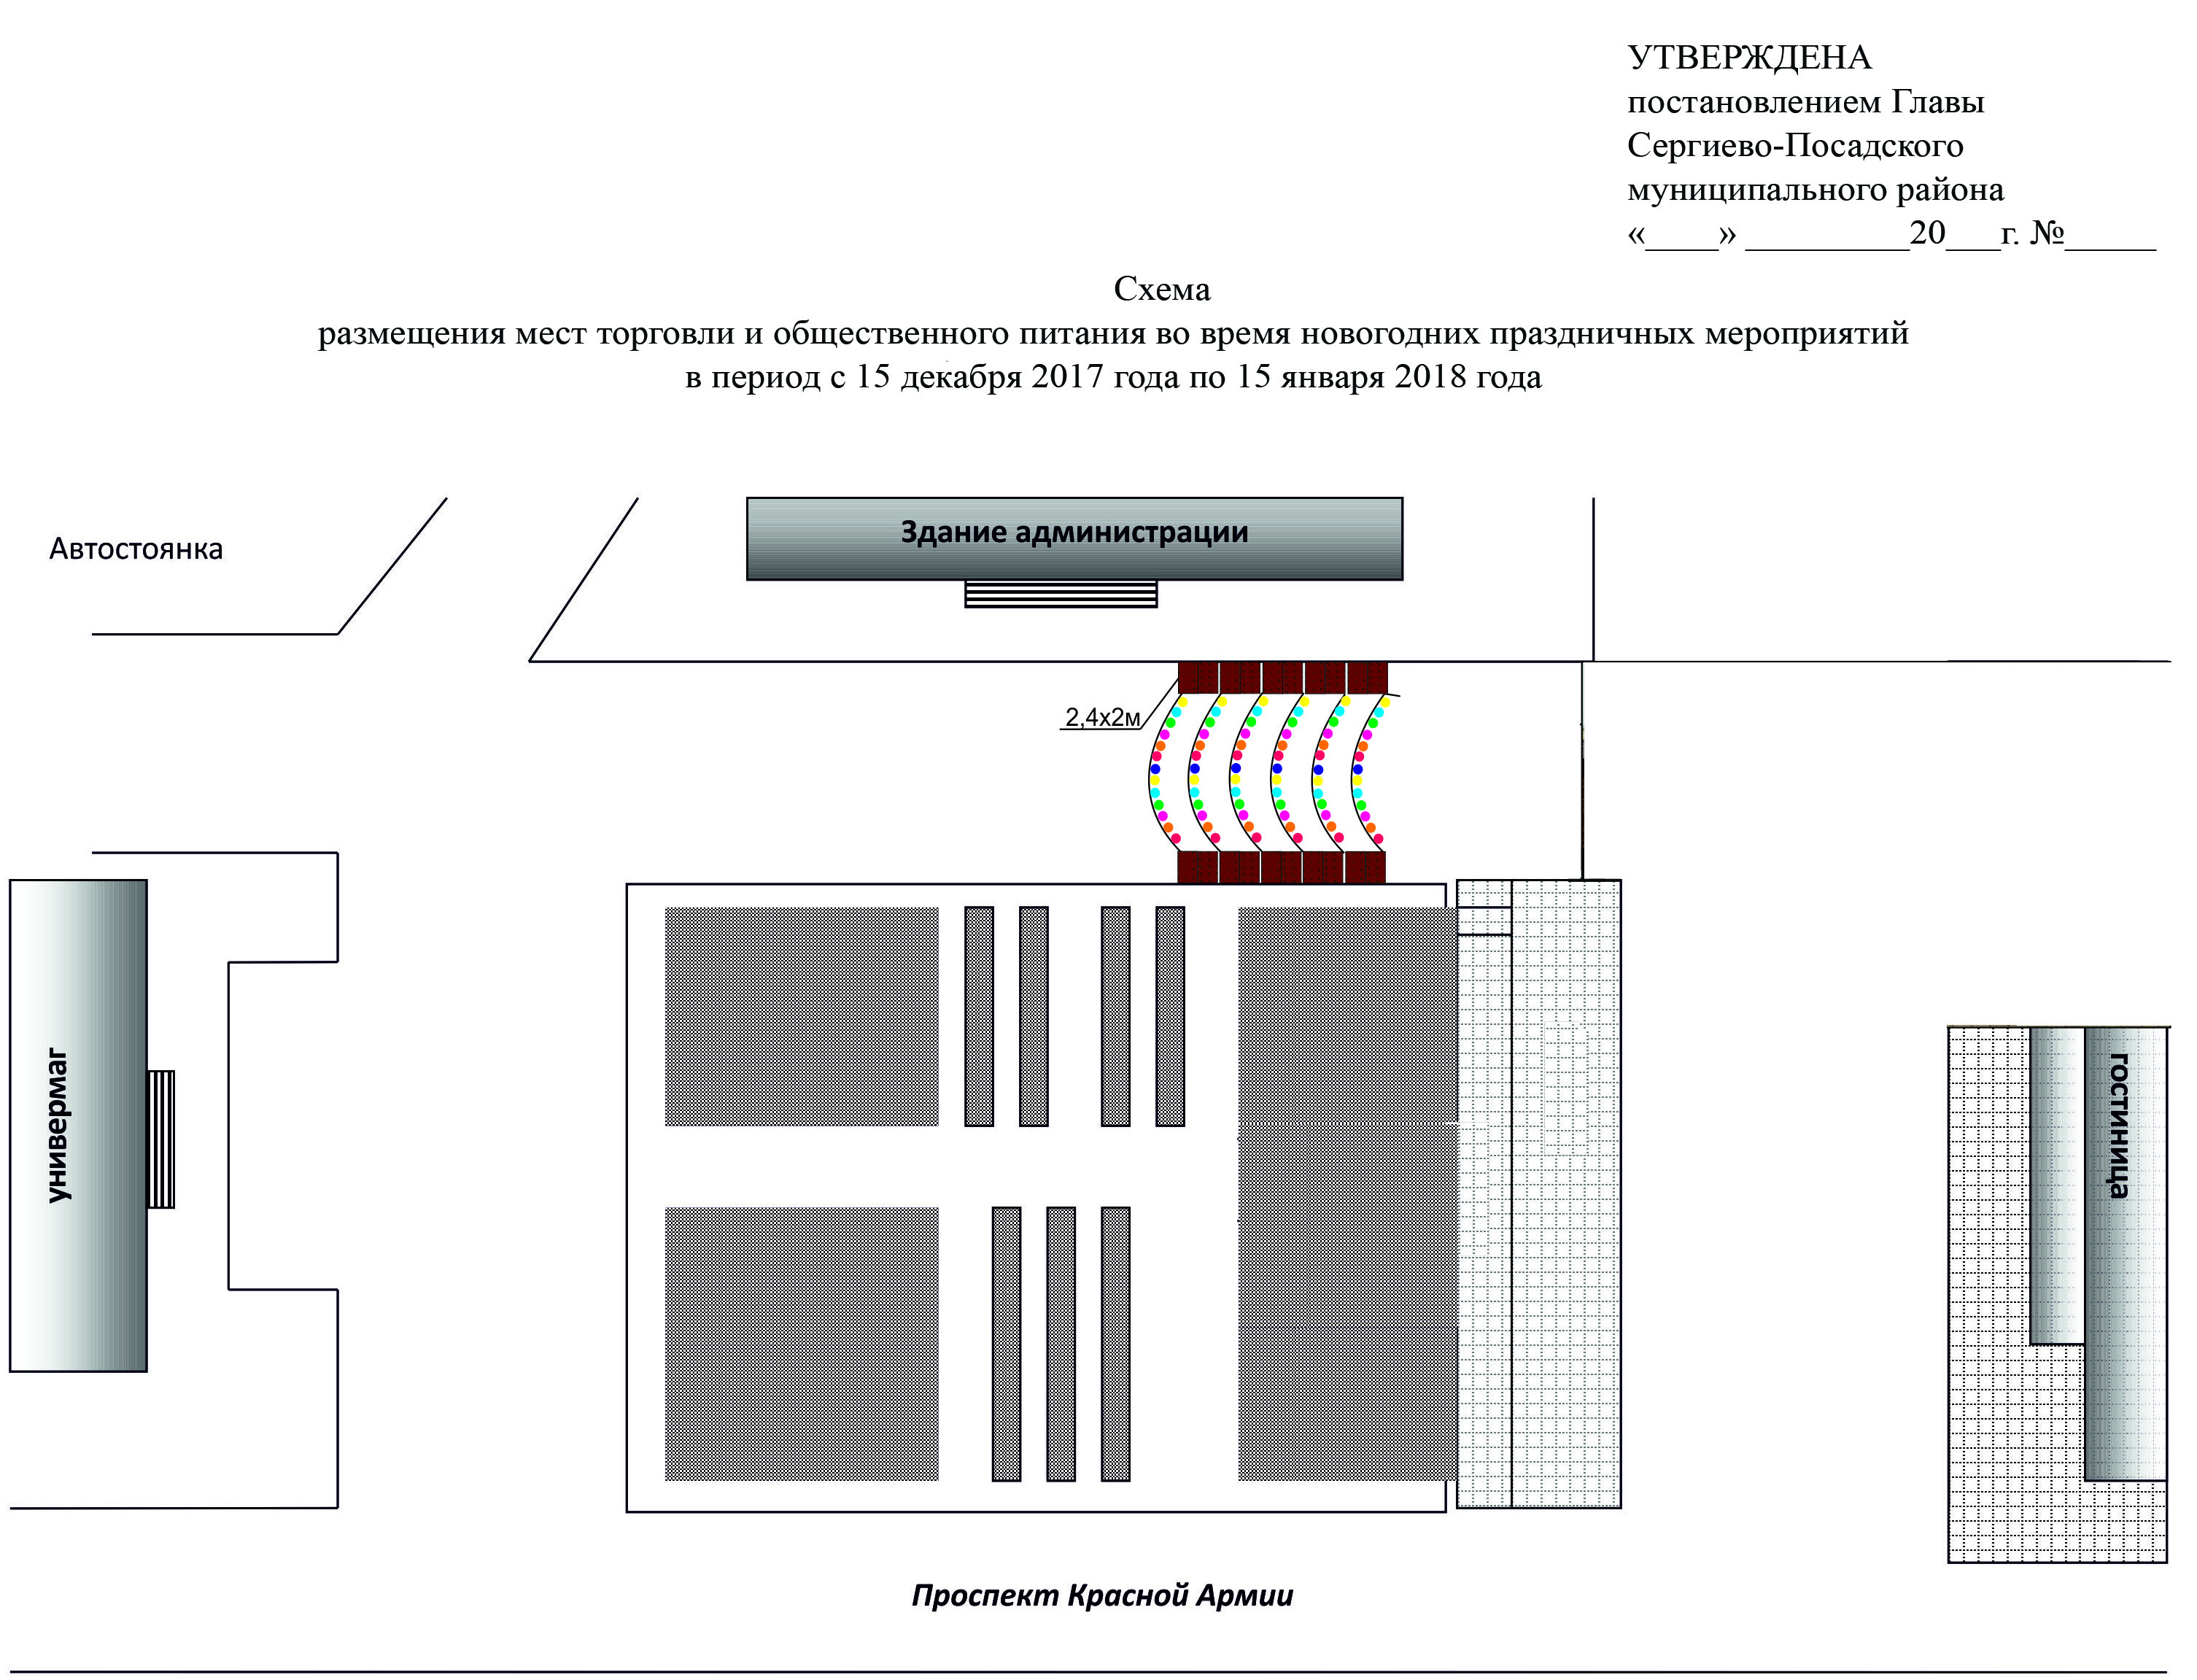 УТВЕРЖДЕНА
постановлением Главы
Сергиево-Посадского
муниципального района
«____» _________20___г. №_____
Схема
размещения мест торговли и общественного питания во время новогодних праздничных мероприятий
в период с 15 декабря 2017 года по 15 января 2018 года
Автостоянка
Здание администрации
2,4х2м
универмаг
гостиница
Проспект Красной Армии